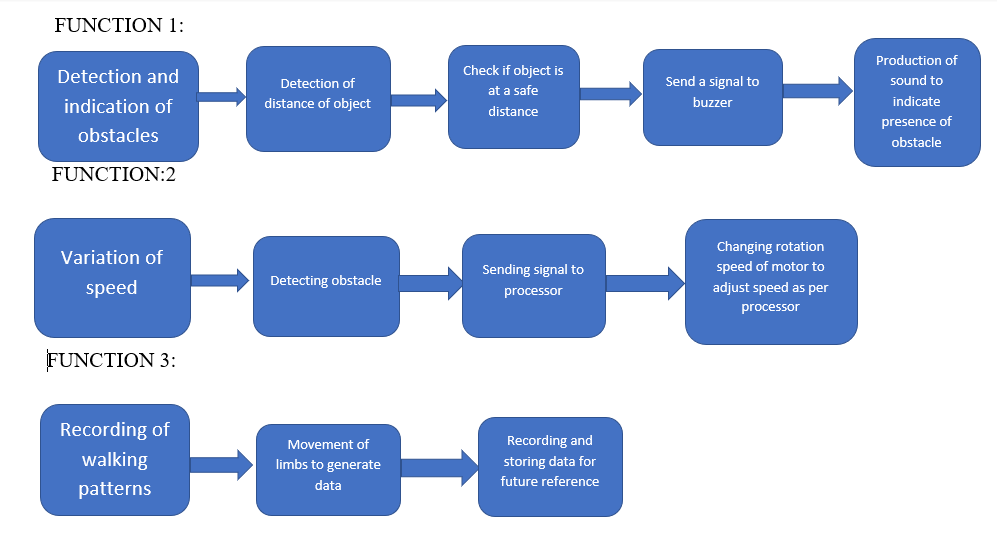 FUNCTION 1:
Detection and
indication of
obstacles
Detection of
distance of object
Check if object is
at a safe
distance
Send a signal to
buzzer
Production of
sound to
indicate
presence of
obstacle
FUNCTION:2
Variation of
speed
Detecting obstacle
Sending signal to
processor
Changing rotation
speed of motor to
adjust speed as per
processor
FUNCTION 3:
Recording of
walking
patterns
Movement of
limbs to generate
data
Recording and
storing data for
future reference